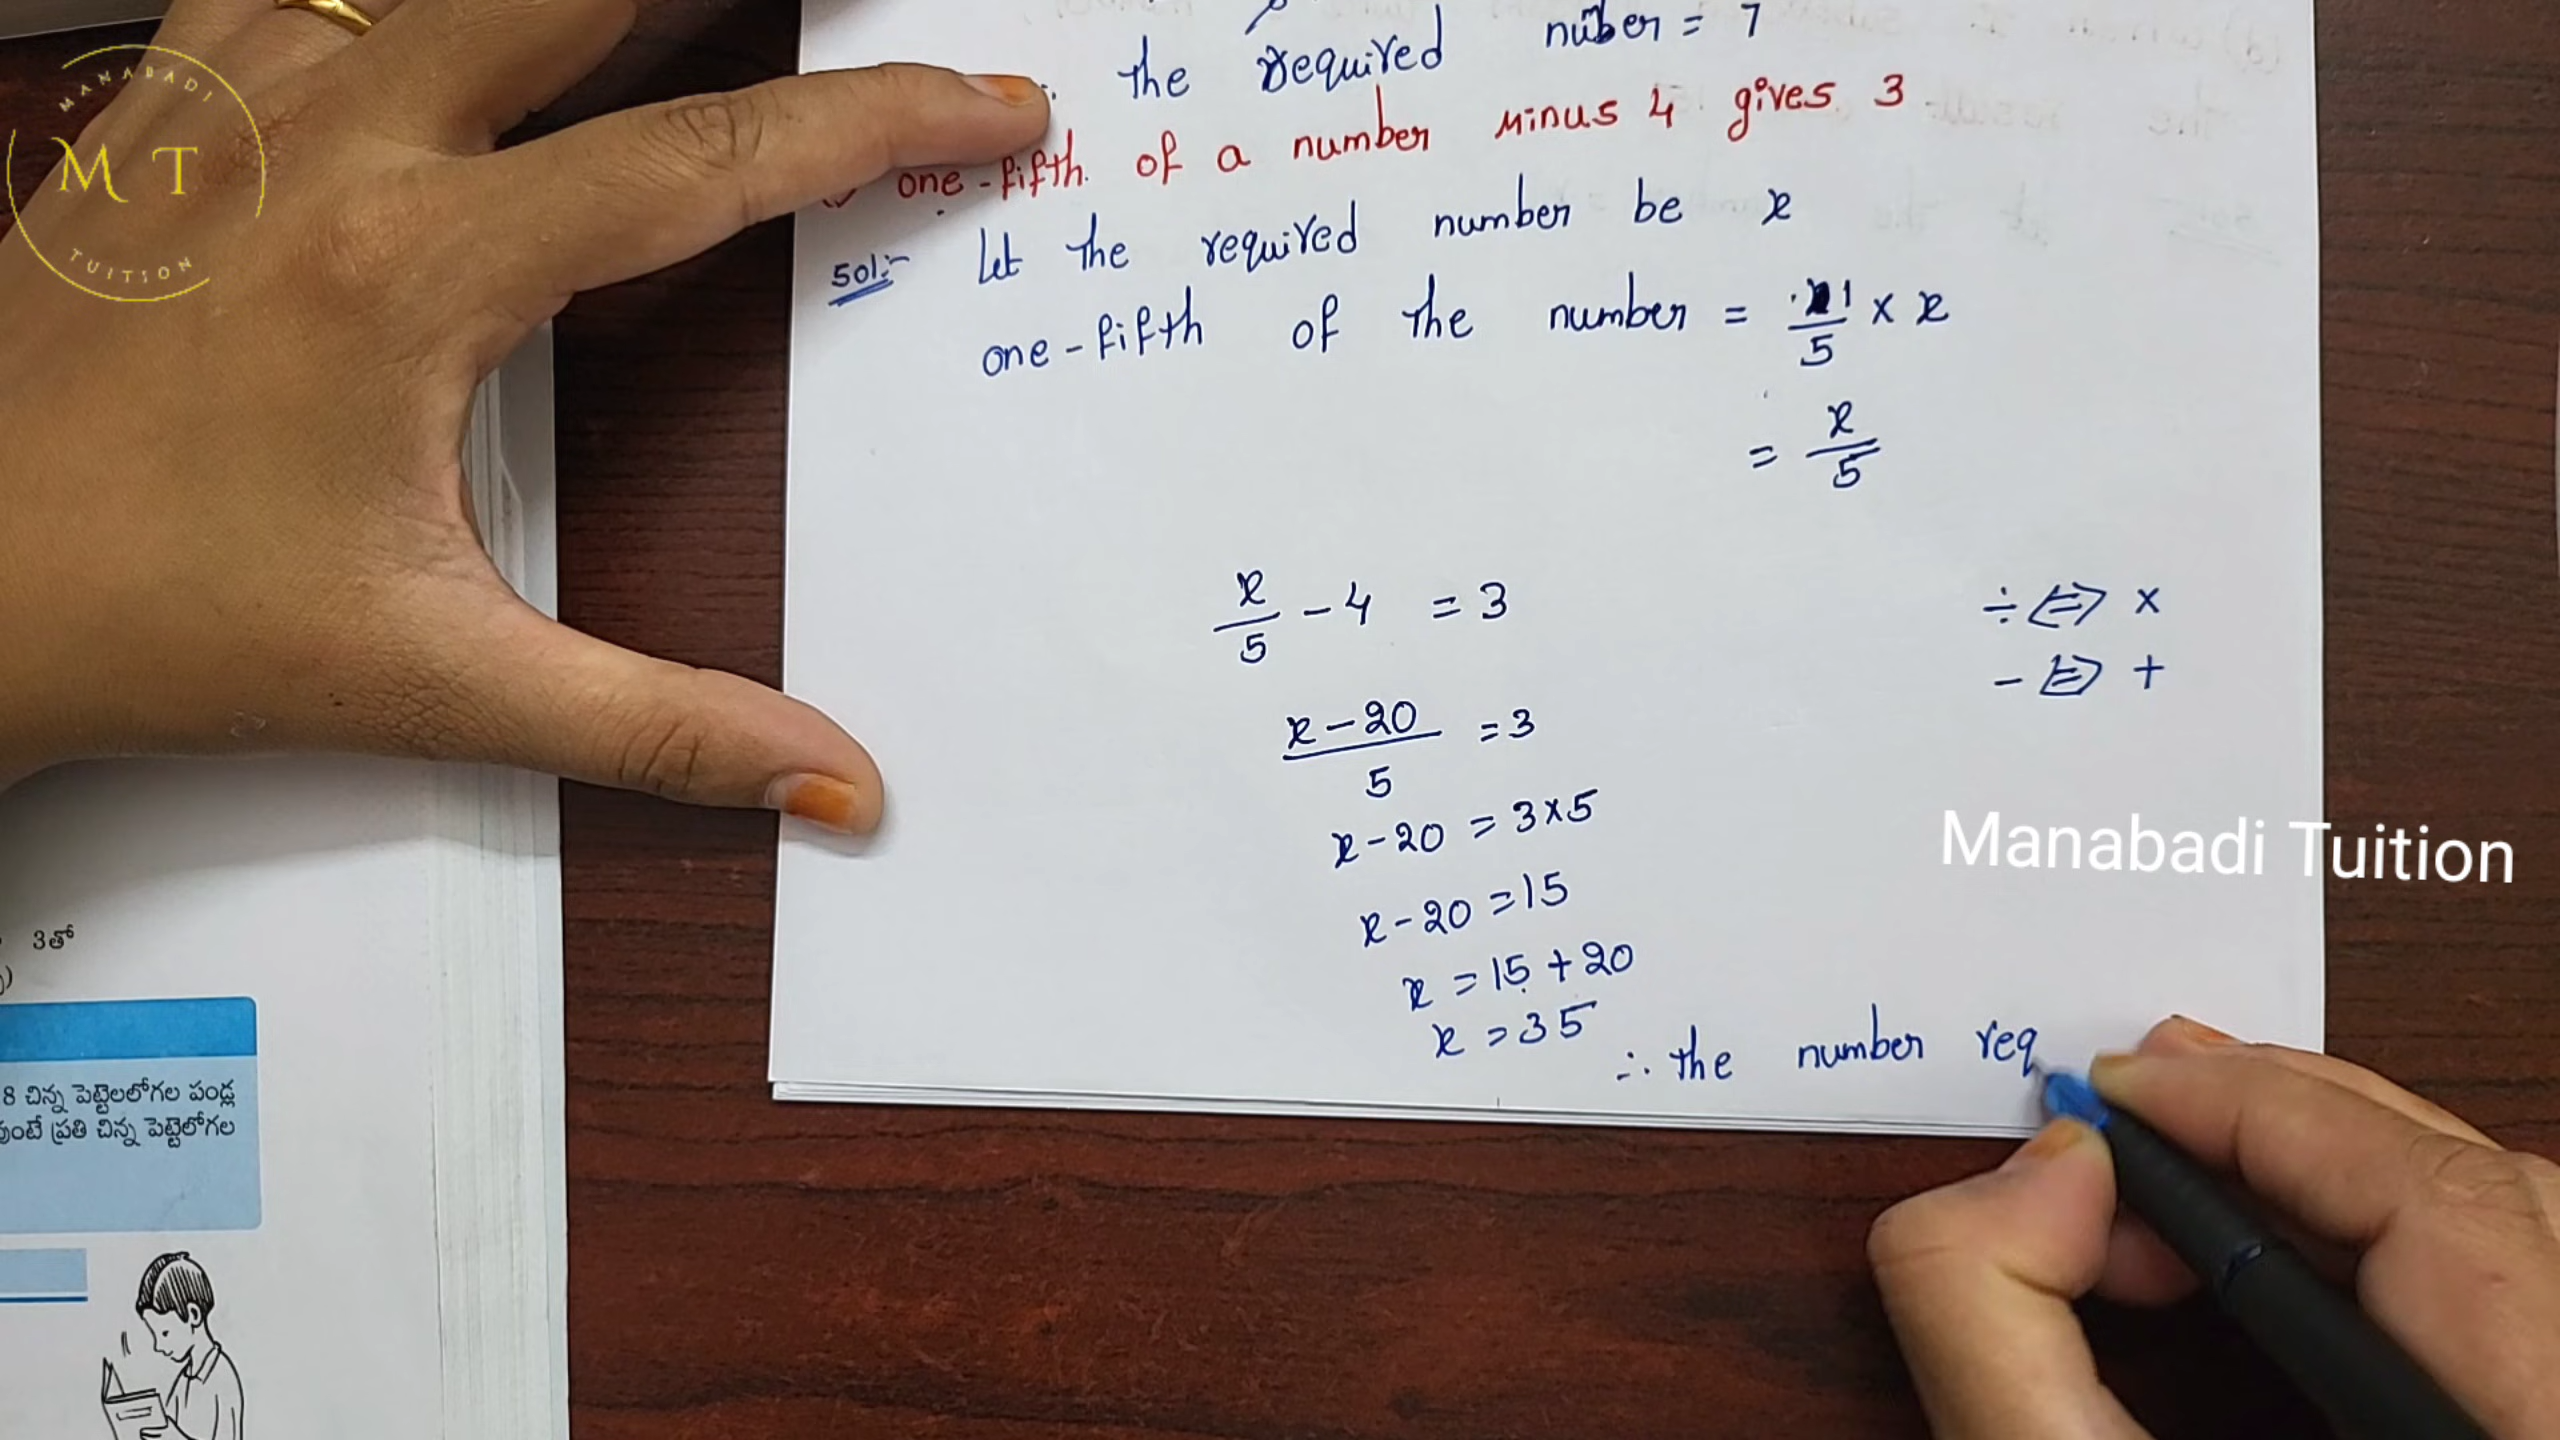 MANABADI
M T
TUITION
∴ the required number = 7
one-fifth of a number minus 4 gives 3
Sol:- Let the required number be x
one-fifth of the number = 1/5 × x
= x/5
x/5 - 4 = 3
÷ ⇔ ×
- ⇔ +
x-20/5 = 3
x-20 = 3×5
x-20 = 15
x = 15+20
x = 35
∴ the number req
Manabadi Tuition
3తో
8 చిన్న పెట్టెలలోగల పండ్ల
వుంటే ప్రతి చిన్న పెట్టెలోగల